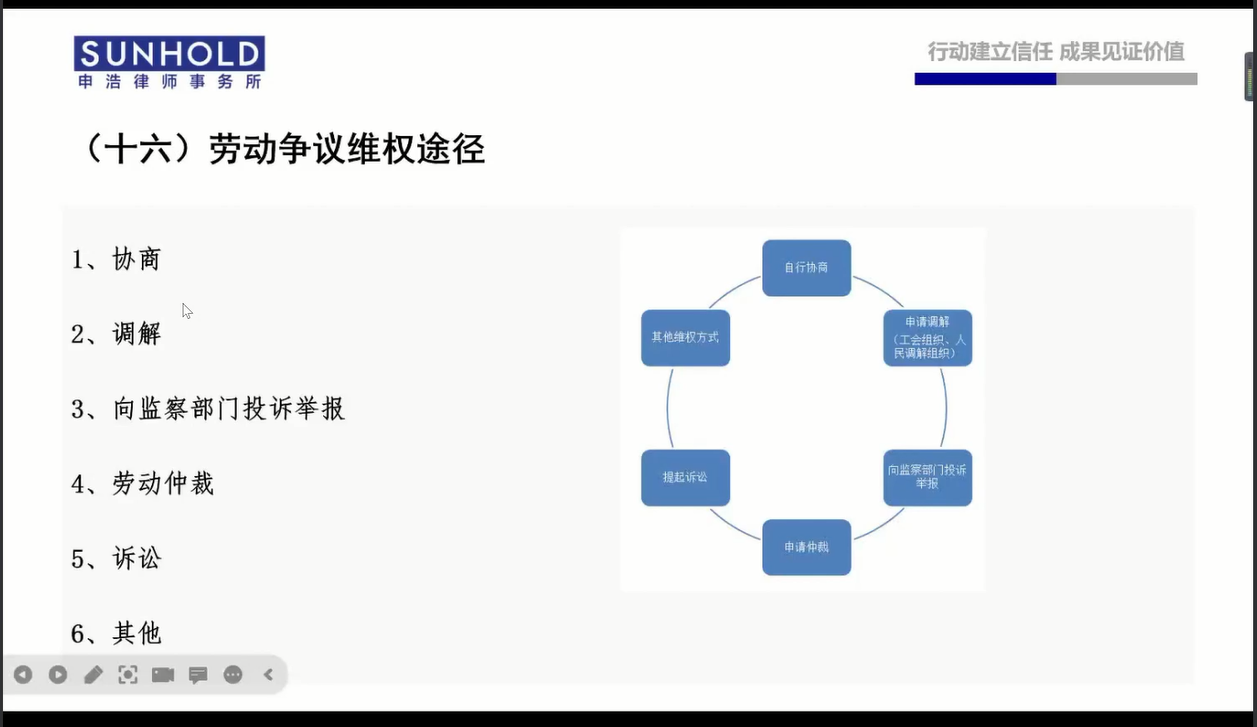 SUNHOLD
申浩律师事务所
行动建立信任 成果见证价值
（十六）劳动争议维权途径
1、协商
2、调解
3、向监察部门投诉举报
4、劳动仲裁
5、诉讼
6、其他
自行协商
申请调解
（工会组织、人
民调解组织）
向监察部门投诉
举报
申请仲裁
提起诉讼
其他维权方式